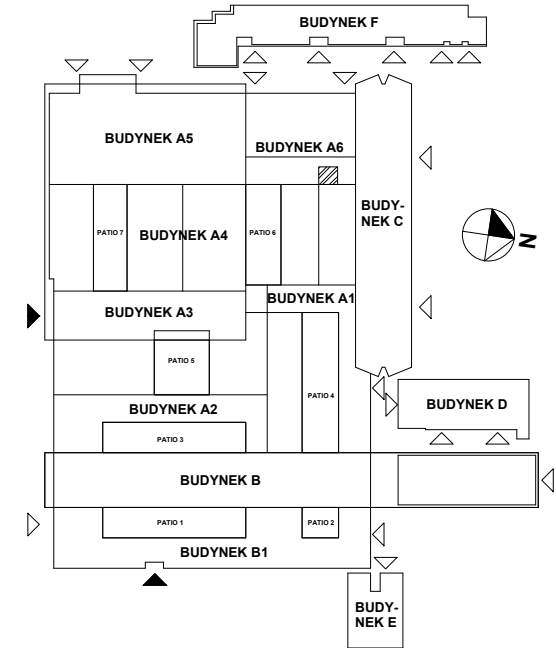 BUDYNEK F
BUDYNEK A5
BUDYNEK A6
BUDY-
NEK C
PATIO 7
BUDYNEK A4
PATIO 6
N
BUDYNEK A1
BUDYNEK A3
PATIO 5
PATIO 4
BUDYNEK D
BUDYNEK A2
PATIO 3
BUDYNEK B
PATIO 1
PATIO 2
BUDYNEK B1
BUDY-
NEK E